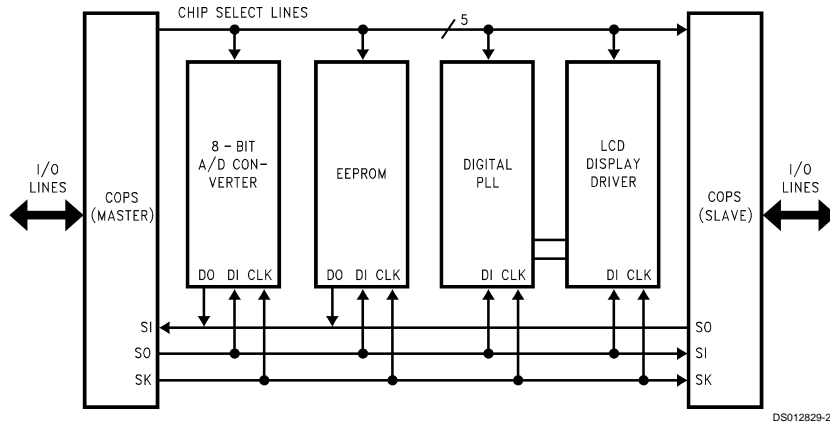 CHIP SELECT LINES
5
I/O
LINES
COPS
(MASTER)
8 - BIT
A/D CON-
VERTER
DO DI CLK
EEPROM
DO DI CLK
DIGITAL
PLL
DI CLK
LCD
DISPLAY
DRIVER
DI CLK
COPS
(SLAVE)
I/O
LINES
SI
SO
SK
SO
SI
SK
DS012829-2